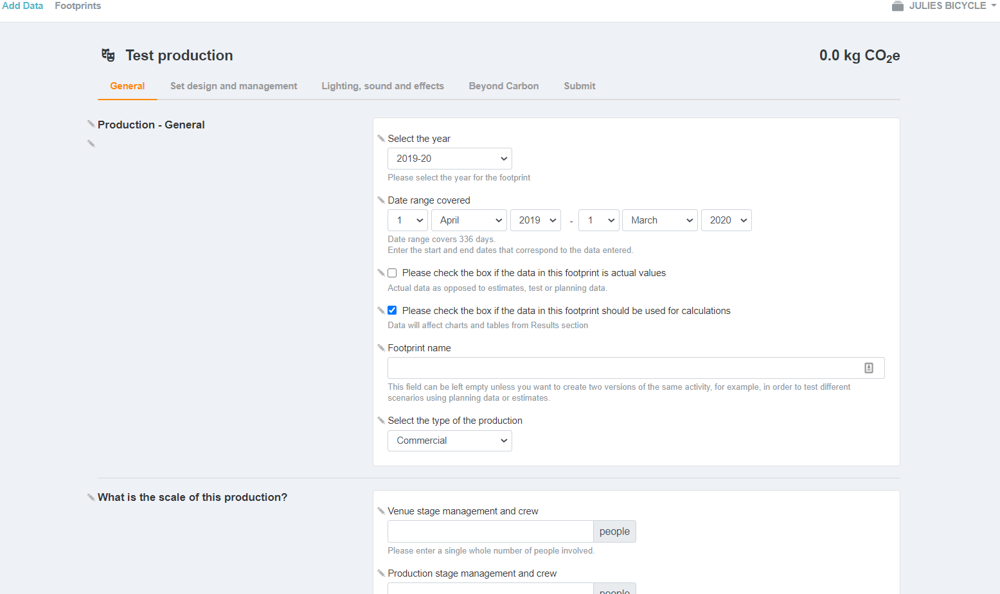 Add Data Footprints JULIES BICYCLE
Test production 0.0 kg CO₂e
General Set design and management Lighting, sound and effects Beyond Carbon Submit
Production - General
Select the year
2019-20
Please select the year for the footprint
Date range covered
1 April 2019 - 1 March 2020
Date range covers 336 days.
Enter the start and end dates that correspond to the data entered.
Please check the box if the data in this footprint is actual values
Actual data as opposed to estimates, test or planning data.
Please check the box if the data in this footprint should be used for calculations
Data will affect charts and tables from Results section
Footprint name
This field can be left empty unless you want to create two versions of the same activity, for example, in order to test different
scenarios using planning data or estimates.
Select the type of the production
Commercial
What is the scale of this production?
Venue stage management and crew
people
Please enter a single whole number of people involved.
Production stage management and crew
people